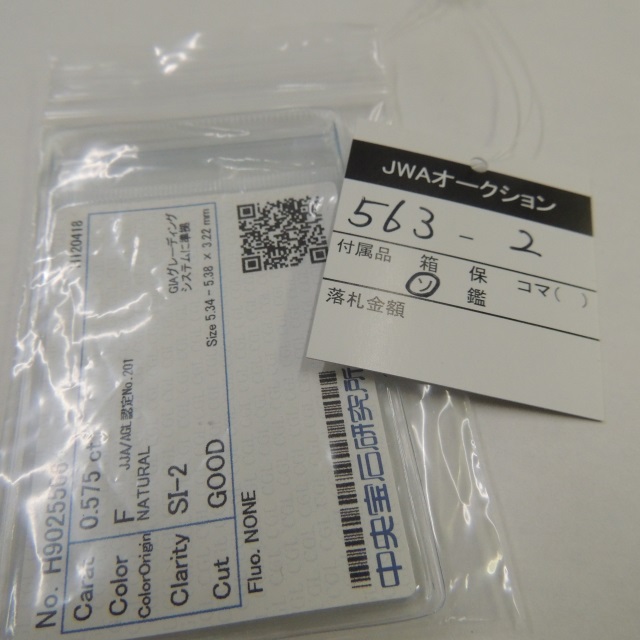 JWAオークション
563 - 2
付属品 箱 保 コマ( )
ソ 鑑
落札金額
H120418
GIAグレーディング
システムに準拠
Size 5.34 - 5.38 × 3.22 mm
No.
Carat 0.575
JJA/AGL 認定No.201
Color F
ColorOrigin NATURAL
Clarity SI-2
Cut GOOD
Fluo. NONE
中央宝石研究所